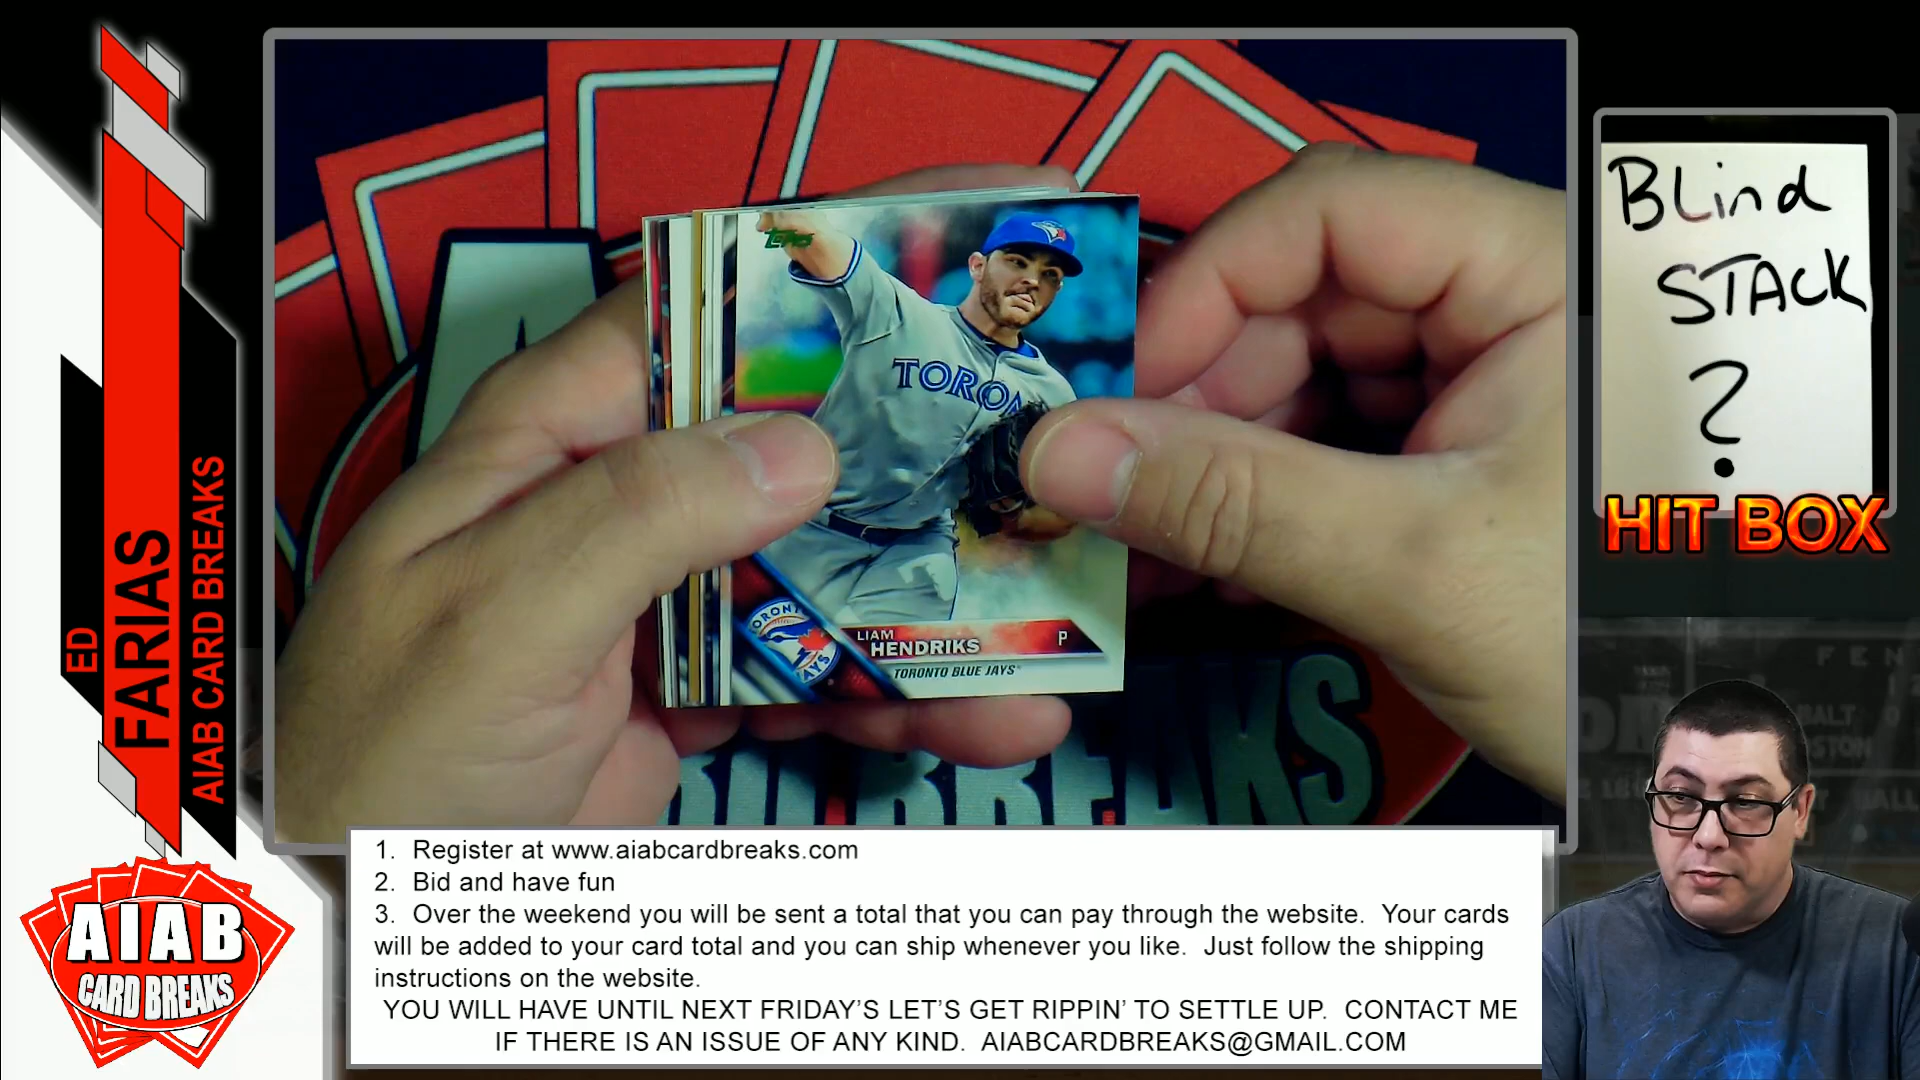 ED
FARIAS
AIAB CARD BREAKS
AIAB
CARD BREAKS
Topps
TORON
LIAM
HENDRIKS
P
TORONTO BLUE JAYS
BREAKS
BLind
STACK
?
HIT BOX
1. Register at www.aiabcardbreaks.com
2. Bid and have fun
3. Over the weekend you will be sent a total that you can pay through the website. Your cards
will be added to your card total and you can ship whenever you like. Just follow the shipping
instructions on the website.
YOU WILL HAVE UNTIL NEXT FRIDAY'S LET'S GET RIPPIN' TO SETTLE UP. CONTACT ME
IF THERE IS AN ISSUE OF ANY KIND. AIABCARDBREAKS@GMAIL.COM